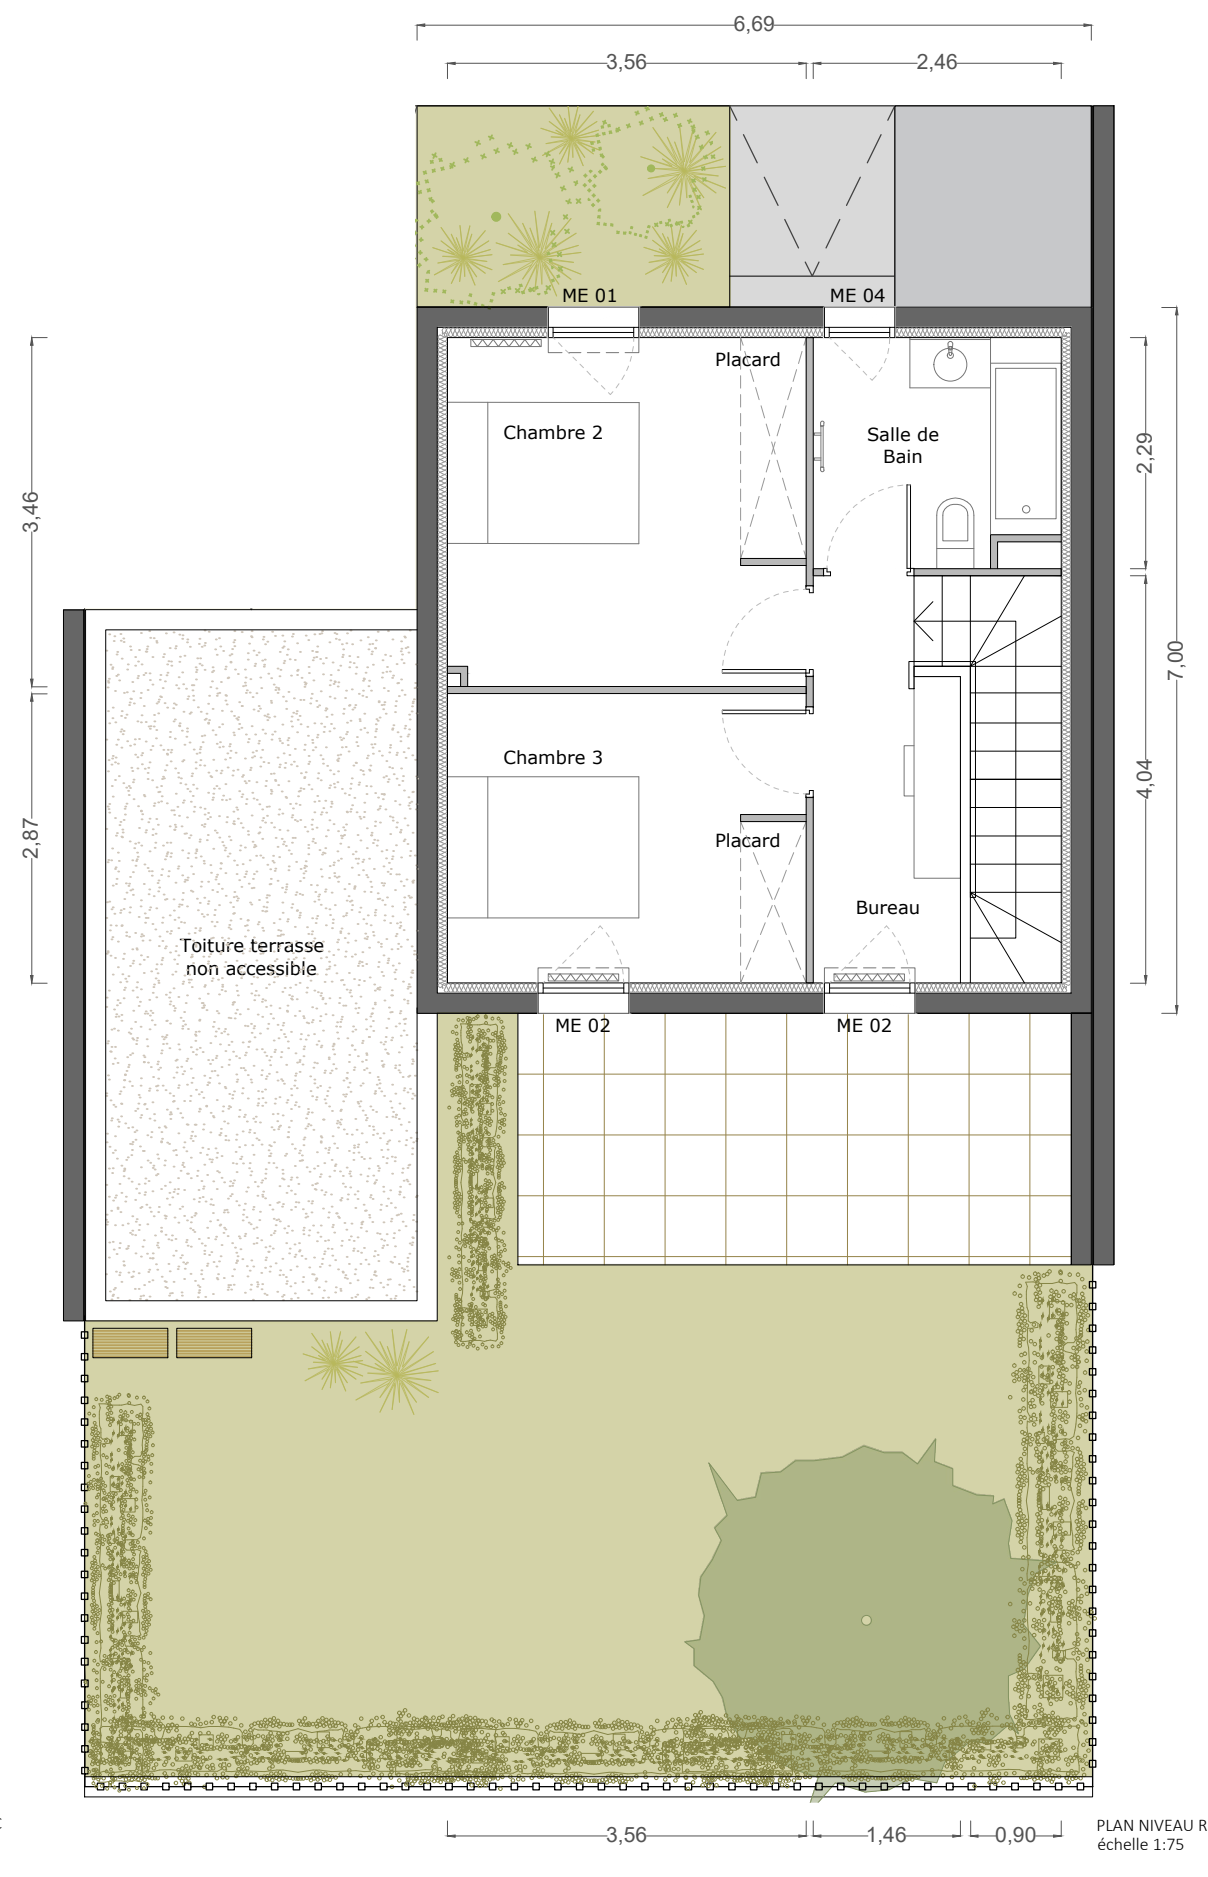 6,69
3,56
2,46
ME 01
ME 04
Placard
Chambre 2
Salle de
Bain
2,29
3,46
7,00
Chambre 3
4,04
2,87
Placard
Bureau
Toiture terrasse
non accessible
ME 02
ME 02
3,56
1,46
0,90
PLAN NIVEAU R
échelle 1:75